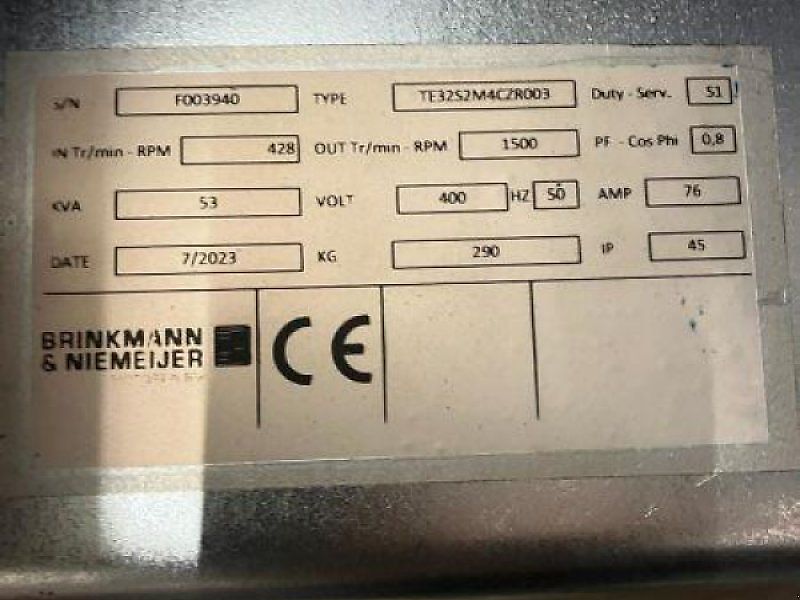 S/N F003940 TYPE TE32S2M4CZR003 Duty - Serv. S1
IN Tr/min - RPM 428 OUT Tr/min - RPM 1500 PF - Cos Phi 0,8
KVA 53 VOLT 400 HZ 50 AMP 76
DATE 7/2023 KG 290 IP 45
BRINKMANN
& NIEMEIJER
CE